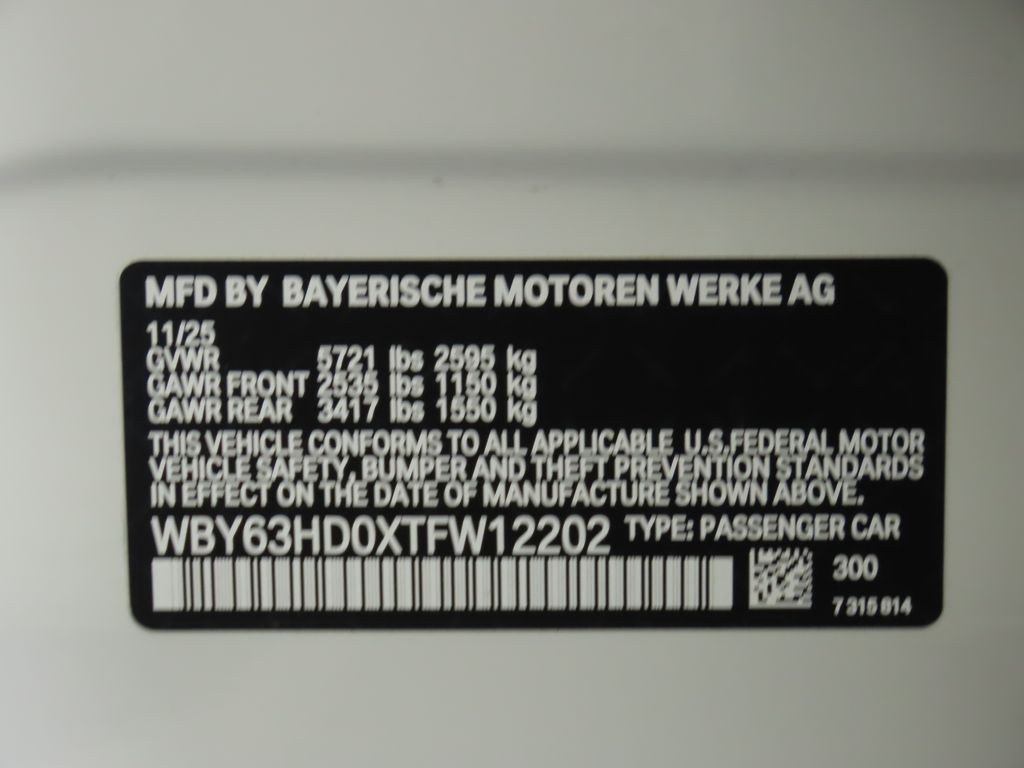 MFD BY BAYERISCHE MOTOREN WERKE AG
11/25
GVWR 5721 lbs 2595 kg
GAWR FRONT 2535 lbs 1150 kg
GAWR REAR 3417 lbs 1550 kg
THIS VEHICLE CONFORMS TO ALL APPLICABLE U.S.FEDERAL MOTOR
VEHICLE SAFETY, BUMPER AND THEFT PREVENTION STANDARDS
IN EFFECT ON THE DATE OF MANUFACTURE SHOWN ABOVE.
WBY63HD0XTFW12202 TYPE: PASSENGER CAR
300
7 315 814